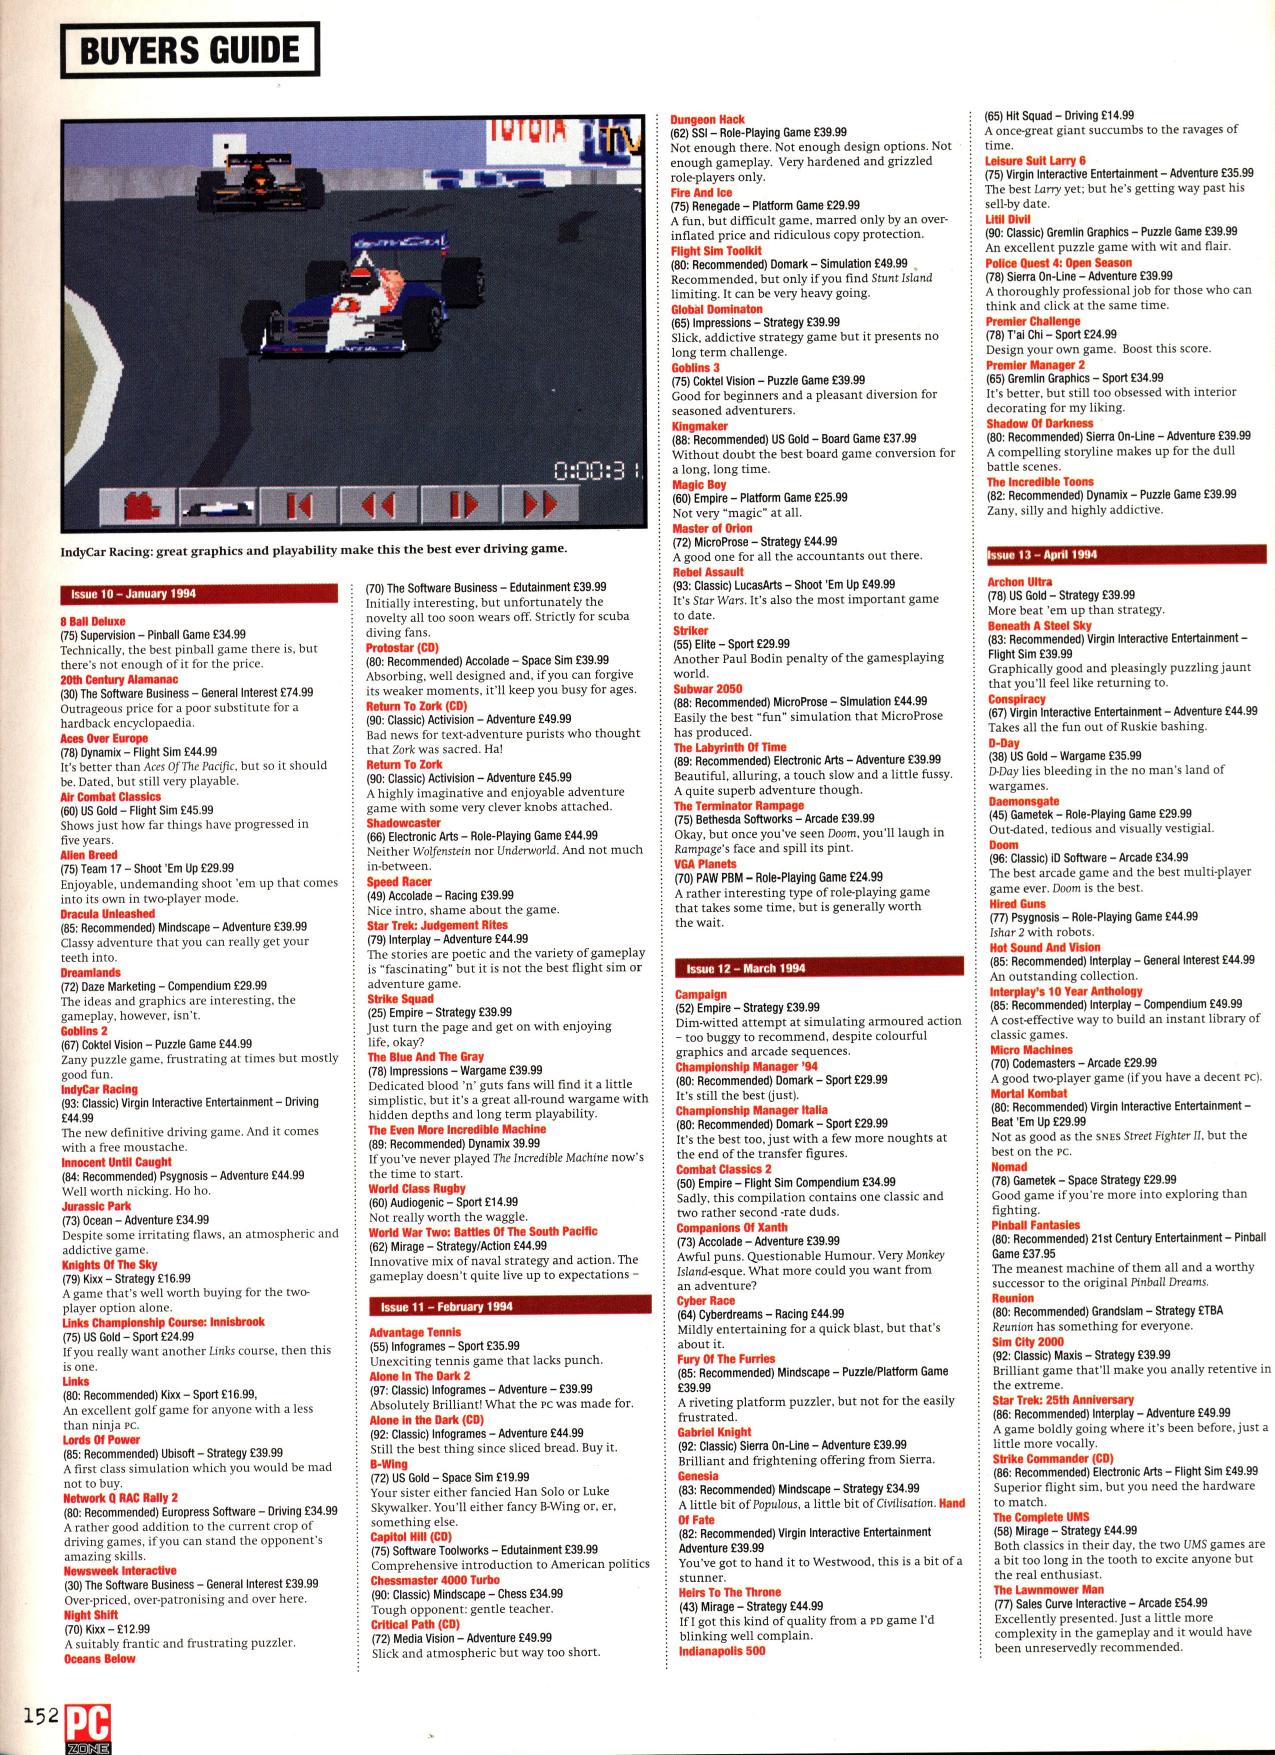 BUYERS GUIDE
TOYOTA
TV
IndyCar
0:00:31
IndyCar Racing: great graphics and playability make this the best ever driving game.
Issue 10 – January 1994
8 Ball Deluxe
(75) Supervision – Pinball Game £34.99
Technically, the best pinball game there is, but
there's not enough of it for the price.
20th Century Alamanac
(30) The Software Business – General Interest £74.99
Outrageous price for a poor substitute for a
hardback encyclopaedia.
Aces Over Europe
(78) Dynamix – Flight Sim £44.99
It's better than Aces Of The Pacific, but so it should
be. Dated, but still very playable.
Air Combat Classics
(60) US Gold – Flight Sim £45.99
Shows just how far things have progressed in
five years.
Alien Breed
(75) Team 17 – Shoot 'Em Up £29.99
Enjoyable, undemanding shoot 'em up that comes
into its own in two-player mode.
Dracula Unleashed
(85: Recommended) Mindscape – Adventure £39.99
Classy adventure that you can really get your
teeth into.
Dreamlands
(72) Daze Marketing – Compendium £29.99
The ideas and graphics are interesting, the
gameplay, however, isn't.
Goblins 2
(67) Coktel Vision – Puzzle Game £44.99
Zany puzzle game, frustrating at times but mostly
good fun.
IndyCar Racing
(93: Classic) Virgin Interactive Entertainment – Driving
£44.99
The new definitive driving game. And it comes
with a free moustache.
Innocent Until Caught
(84: Recommended) Psygnosis – Adventure £44.99
Well worth nicking. Ho ho.
Jurassic Park
(73) Ocean – Adventure £34.99
Despite some irritating flaws, an atmospheric and
addictive game.
Knights Of The Sky
(79) Kixx – Strategy £16.99
A game that's well worth buying for the two-
player option alone.
Links Championship Course: Innisbrook
(75) US Gold – Sport £24.99
If you really want another Links course, then this
is one.
Links
(80: Recommended) Kixx – Sport £16.99,
An excellent golf game for anyone with a less
than ninja PC.
Lords Of Power
(85: Recommended) Ubisoft – Strategy £39.99
A first class simulation which you would be mad
not to buy.
Network Q RAC Rally 2
(80: Recommended) Europress Software – Driving £34.99
A rather good addition to the current crop of
driving games, if you can stand the opponent's
amazing skills.
Newsweek Interactive
(30) The Software Business – General Interest £39.99
Over-priced, over-patronising and over here.
Night Shift
(70) Kixx – £12.99
A suitably frantic and frustrating puzzler.
Oceans Below
(70) The Software Business – Edutainment £39.99
Initially interesting, but unfortunately the
novelty all too soon wears off. Strictly for scuba
diving fans.
Protostar (CD)
(80: Recommended) Accolade – Space Sim £39.99
Absorbing, well designed and, if you can forgive
its weaker moments, it'll keep you busy for ages.
Return To Zork (CD)
(90: Classic) Activision – Adventure £49.99
Bad news for text-adventure purists who thought
that Zork was sacred. Ha!
Return To Zork
(90: Classic) Activision – Adventure £45.99
A highly imaginative and enjoyable adventure
game with some very clever knobs attached.
Shadowcaster
(66) Electronic Arts – Role-Playing Game £44.99
Neither Wolfenstein nor Underworld. And not much
in-between.
Speed Racer
(49) Accolade – Racing £39.99
Nice intro, shame about the game.
Star Trek: Judgement Rites
(79) Interplay – Adventure £44.99
The stories are poetic and the variety of gameplay
is “fascinating” but it is not the best flight sim or
adventure game.
Strike Squad
(25) Empire – Strategy £39.99
Just turn the page and get on with enjoying
life, okay?
The Blue And The Gray
(78) Impressions – Wargame £39.99
Dedicated blood 'n' guts fans will find it a little
simplistic, but it's a great all-round wargame with
hidden depths and long term playability.
The Even More Incredible Machine
(89: Recommended) Dynamix 39.99
If you've never played The Incredible Machine now's
the time to start.
World Class Rugby
(60) Audiogenic – Sport £14.99
Not really worth the waggle.
World War Two: Battles Of The South Pacific
(62) Mirage – Strategy/Action £44.99
Innovative mix of naval strategy and action. The
gameplay doesn't quite live up to expectations –
Issue 11 – February 1994
Advantage Tennis
(55) Infogrames – Sport £35.99
Unexciting tennis game that lacks punch.
Alone In The Dark 2
(97: Classic) Infogrames – Adventure – £39.99
Absolutely Brilliant! What the PC was made for.
Alone in the Dark (CD)
(92: Classic) Infogrames – Adventure £44.99
Still the best thing since sliced bread. Buy it.
B-Wing
(72) US Gold – Space Sim £19.99
Your sister either fancied Han Solo or Luke
Skywalker. You'll either fancy B-Wing or, er,
something else.
Capitol Hill (CD)
(75) Software Toolworks – Edutainment £39.99
Comprehensive introduction to American politics
Chessmaster 4000 Turbo
(90: Classic) Mindscape – Chess £34.99
Tough opponent: gentle teacher.
Critical Path (CD)
(72) Media Vision – Adventure £49.99
Slick and atmospheric but way too short.
Dungeon Hack
(62) SSI – Role-Playing Game £39.99
Not enough there. Not enough design options. Not
enough gameplay. Very hardened and grizzled
role-players only.
Fire And Ice
(75) Renegade – Platform Game £29.99
A fun, but difficult game, marred only by an over-
inflated price and ridiculous copy protection.
Flight Sim Toolkit
(80: Recommended) Domark – Simulation £49.99
Recommended, but only if you find Stunt Island
limiting. It can be very heavy going.
Global Dominaton
(65) Impressions – Strategy £39.99
Slick, addictive strategy game but it presents no
long term challenge.
Goblins 3
(75) Coktel Vision – Puzzle Game £39.99
Good for beginners and a pleasant diversion for
seasoned adventurers.
Kingmaker
(88: Recommended) US Gold – Board Game £37.99
Without doubt the best board game conversion for
a long, long time.
Magic Boy
(60) Empire – Platform Game £25.99
Not very “magic” at all.
Master of Orion
(72) MicroProse – Strategy £44.99
A good one for all the accountants out there.
Rebel Assault
(93: Classic) LucasArts – Shoot 'Em Up £49.99
It's Star Wars. It's also the most important game
to date.
Striker
(55) Elite – Sport £29.99
Another Paul Bodin penalty of the gamesplaying
world.
Subwar 2050
(88: Recommended) MicroProse – SImulation £44.99
Easily the best “fun” simulation that MicroProse
has produced.
The Labyrinth Of Time
(89: Recommended) Electronic Arts – Adventure £39.99
Beautiful, alluring, a touch slow and a little fussy.
A quite superb adventure though.
The Terminator Rampage
(75) Bethesda Softworks – Arcade £39.99
Okay, but once you've seen Doom, you'll laugh in
Rampage's face and spill its pint.
VGA Planets
(70) PAW PBM – Role-Playing Game £24.99
A rather interesting type of role-playing game
that takes some time, but is generally worth
the wait.
Issue 12 – March 1994
Campaign
(52) Empire – Strategy £39.99
Dim-witted attempt at simulating armoured action
– too buggy to recommend, despite colourful
graphics and arcade sequences.
Championship Manager '94
(80: Recommended) Domark – Sport £29.99
It's still the best (just).
Championship Manager Italia
(80: Recommended) Domark – Sport £29.99
It's the best too, just with a few more noughts at
the end of the transfer figures.
Combat Classics 2
(50) Empire – Flight Sim Compendium £34.99
Sadly, this compilation contains one classic and
two rather second -rate duds.
Companions Of Xanth
(73) Accolade – Adventure £39.99
Awful puns. Questionable Humour. Very Monkey
Island-esque. What more could you want from
an adventure?
Cyber Race
(64) Cyberdreams – Racing £44.99
Mildly entertaining for a quick blast, but that's
about it.
Fury Of The Furries
(85: Recommended) Mindscape – Puzzle/Platform Game
£39.99
A riveting platform puzzler, but not for the easily
frustrated.
Gabriel Knight
(92: Classic) Sierra On-Line – Adventure £39.99
Brilliant and frightening offering from Sierra.
Genesia
(83: Recommended) Mindscape – Strategy £34.99
A little bit of Populous, a little bit of Civilisation. Hand
Of Fate
(82: Recommended) Virgin Interactive Entertainment
Adventure £39.99
You've got to hand it to Westwood, this is a bit of a
stunner.
Heirs To The Throne
(43) Mirage – Strategy £44.99
If I got this kind of quality from a PD game I'd
blinking well complain.
Indianapolis 500
(65) Hit Squad – Driving £14.99
A once-great giant succumbs to the ravages of
time.
Leisure Suit Larry 6
(75) Virgin Interactive Entertainment – Adventure £35.99
The best Larry yet; but he's getting way past his
sell-by date.
Litil Divil
(90: Classic) Gremlin Graphics – Puzzle Game £39.99
An excellent puzzle game with wit and flair.
Police Quest 4: Open Season
(78) Sierra On-Line – Adventure £39.99
A thoroughly professional job for those who can
think and click at the same time.
Premier Challenge
(78) T'ai Chi – Sport £24.99
Design your own game. Boost this score.
Premier Manager 2
(65) Gremlin Graphics – Sport £34.99
It's better, but still too obsessed with interior
decorating for my liking.
Shadow Of Darkness
(80: Recommended) Sierra On-Line – Adventure £39.99
A compelling storyline makes up for the dull
battle scenes.
The Incredible Toons
(82: Recommended) Dynamix – Puzzle Game £39.99
Zany, silly and highly addictive.
Issue 13 – April 1994
Archon Ultra
(78) US Gold – Strategy £39.99
More beat 'em up than strategy.
Beneath A Steel Sky
(83: Recommended) Virgin Interactive Entertainment –
Flight Sim £39.99
Graphically good and pleasingly puzzling jaunt
that you'll feel like returning to.
Conspiracy
(67) Virgin Interactive Entertainment – Adventure £44.99
Takes all the fun out of Ruskie bashing.
D-Day
(38) US Gold – Wargame £35.99
D-Day lies bleeding in the no man's land of
wargames.
Daemonsgate
(45) Gametek – Role-Playing Game £29.99
Out-dated, tedious and visually vestigial.
Doom
(96: Classic) iD Software – Arcade £34.99
The best arcade game and the best multi-player
game ever. Doom is the best.
Hired Guns
(77) Psygnosis – Role-Playing Game £44.99
Ishar 2 with robots.
Hot Sound And Vision
(85: Recommended) Interplay – General Interest £44.99
An outstanding collection.
Interplay's 10 Year Anthology
(85: Recommended) Interplay – Compendium £49.99
A cost-effective way to build an instant library of
classic games.
Micro Machines
(70) Codemasters – Arcade £29.99
A good two-player game (if you have a decent PC).
Mortal Kombat
(80: Recommended) Virgin Interactive Entertainment –
Beat 'Em Up £29.99
Not as good as the SNES Street Fighter II, but the
best on the PC.
Nomad
(78) Gametek – Space Strategy £29.99
Good game if you're more into exploring than
fighting.
Pinball Fantasies
(80: Recommended) 21st Century Entertainment – Pinball
Game £37.95
The meanest machine of them all and a worthy
successor to the original Pinball Dreams.
Reunion
(80: Recommended) Grandslam – Strategy £TBA
Reunion has something for everyone.
Sim City 2000
(92: Classic) Maxis – Strategy £39.99
Brilliant game that'll make you anally retentive in
the extreme.
Star Trek: 25th Anniversary
(86: Recommended) Interplay – Adventure £49.99
A game boldly going where it's been before, just a
little more vocally.
Strike Commander (CD)
(86: Recommended) Electronic Arts – Flight Sim £49.99
Superior flight sim, but you need the hardware
to match.
The Complete UMS
(58) Mirage – Strategy £44.99
Both classics in their day, the two UMS games are
a bit too long in the tooth to excite anyone but
the real enthusiast.
The Lawnmower Man
(77) Sales Curve Interactive – Arcade £54.99
Excellently presented. Just a little more
complexity in the gameplay and it would have
been unreservedly recommended.
152 PC
ZONE